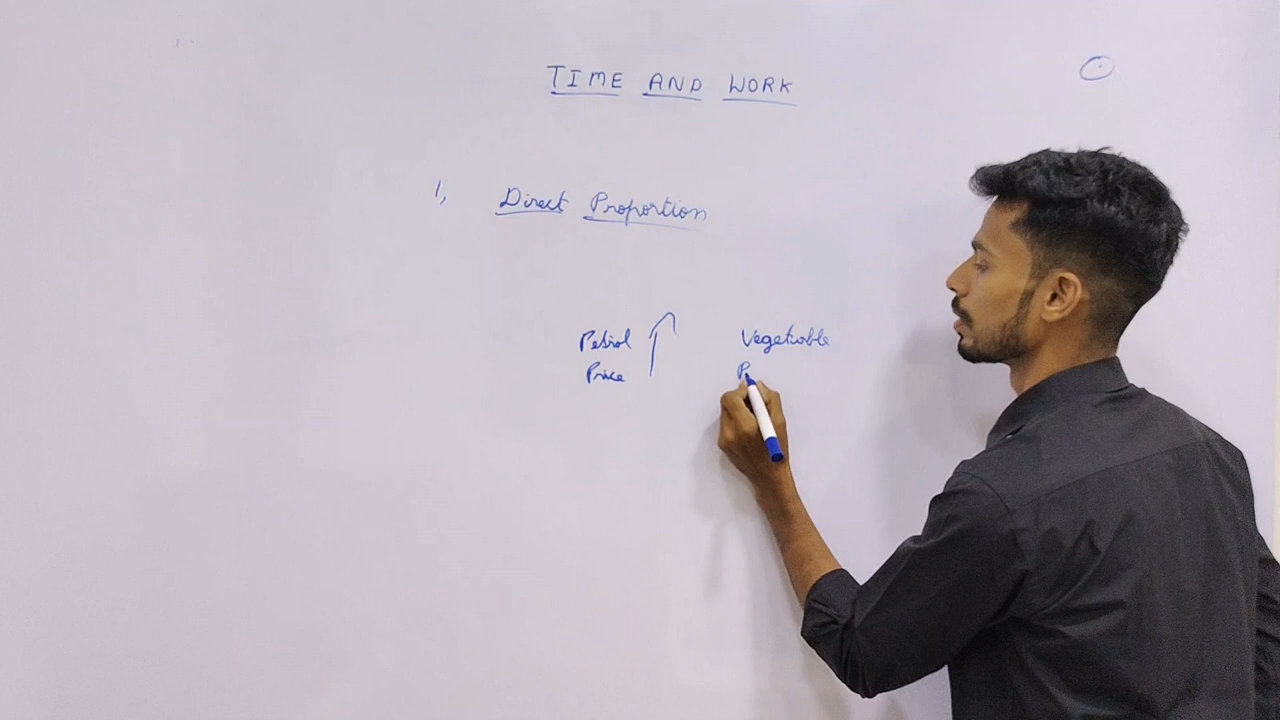 TIME AND WORK
1, Direct Proportion
Petrol Vegetable
Price P